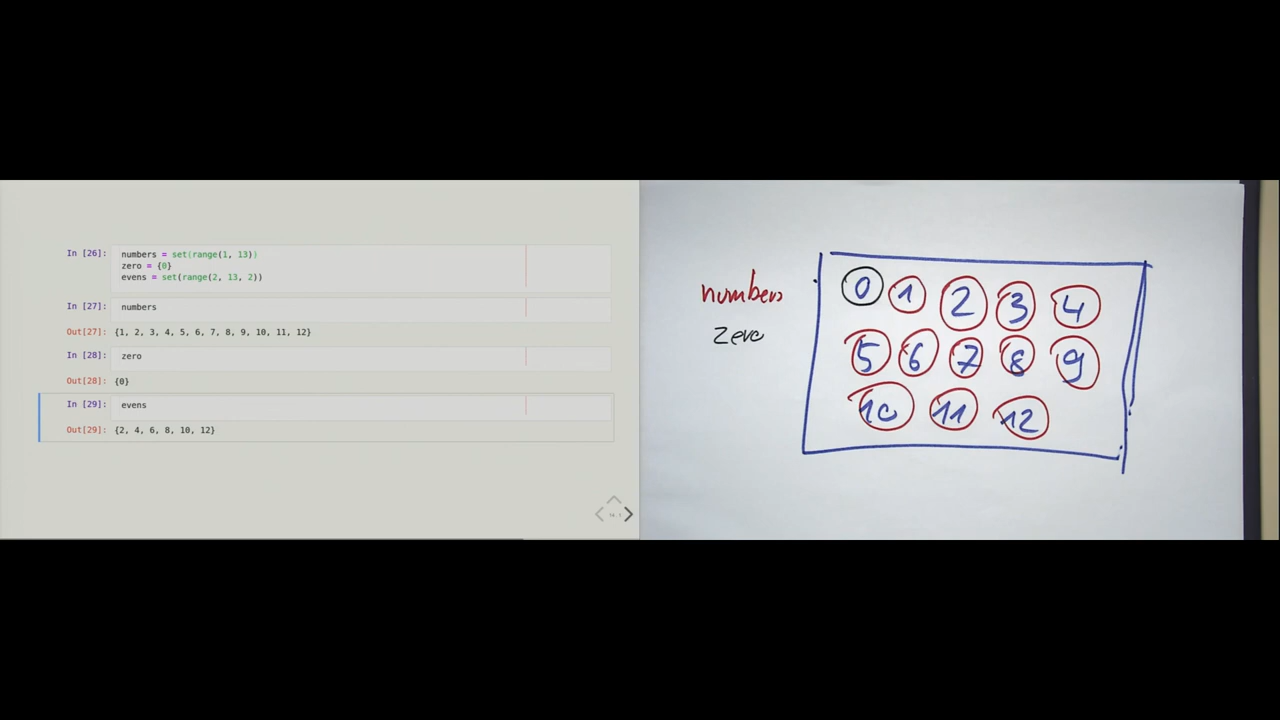 In [26]: numbers = set(range(1, 13))
zero = {0}
evens = set(range(2, 13, 2))
In [27]: numbers
Out[27]: {1, 2, 3, 4, 5, 6, 7, 8, 9, 10, 11, 12}
In [28]: zero
Out[28]: {0}
In [29]: evens
Out[29]: {2, 4, 6, 8, 10, 12}
numbers
zero
0 1 2 3 4
5 6 7 8 9
10 11 12